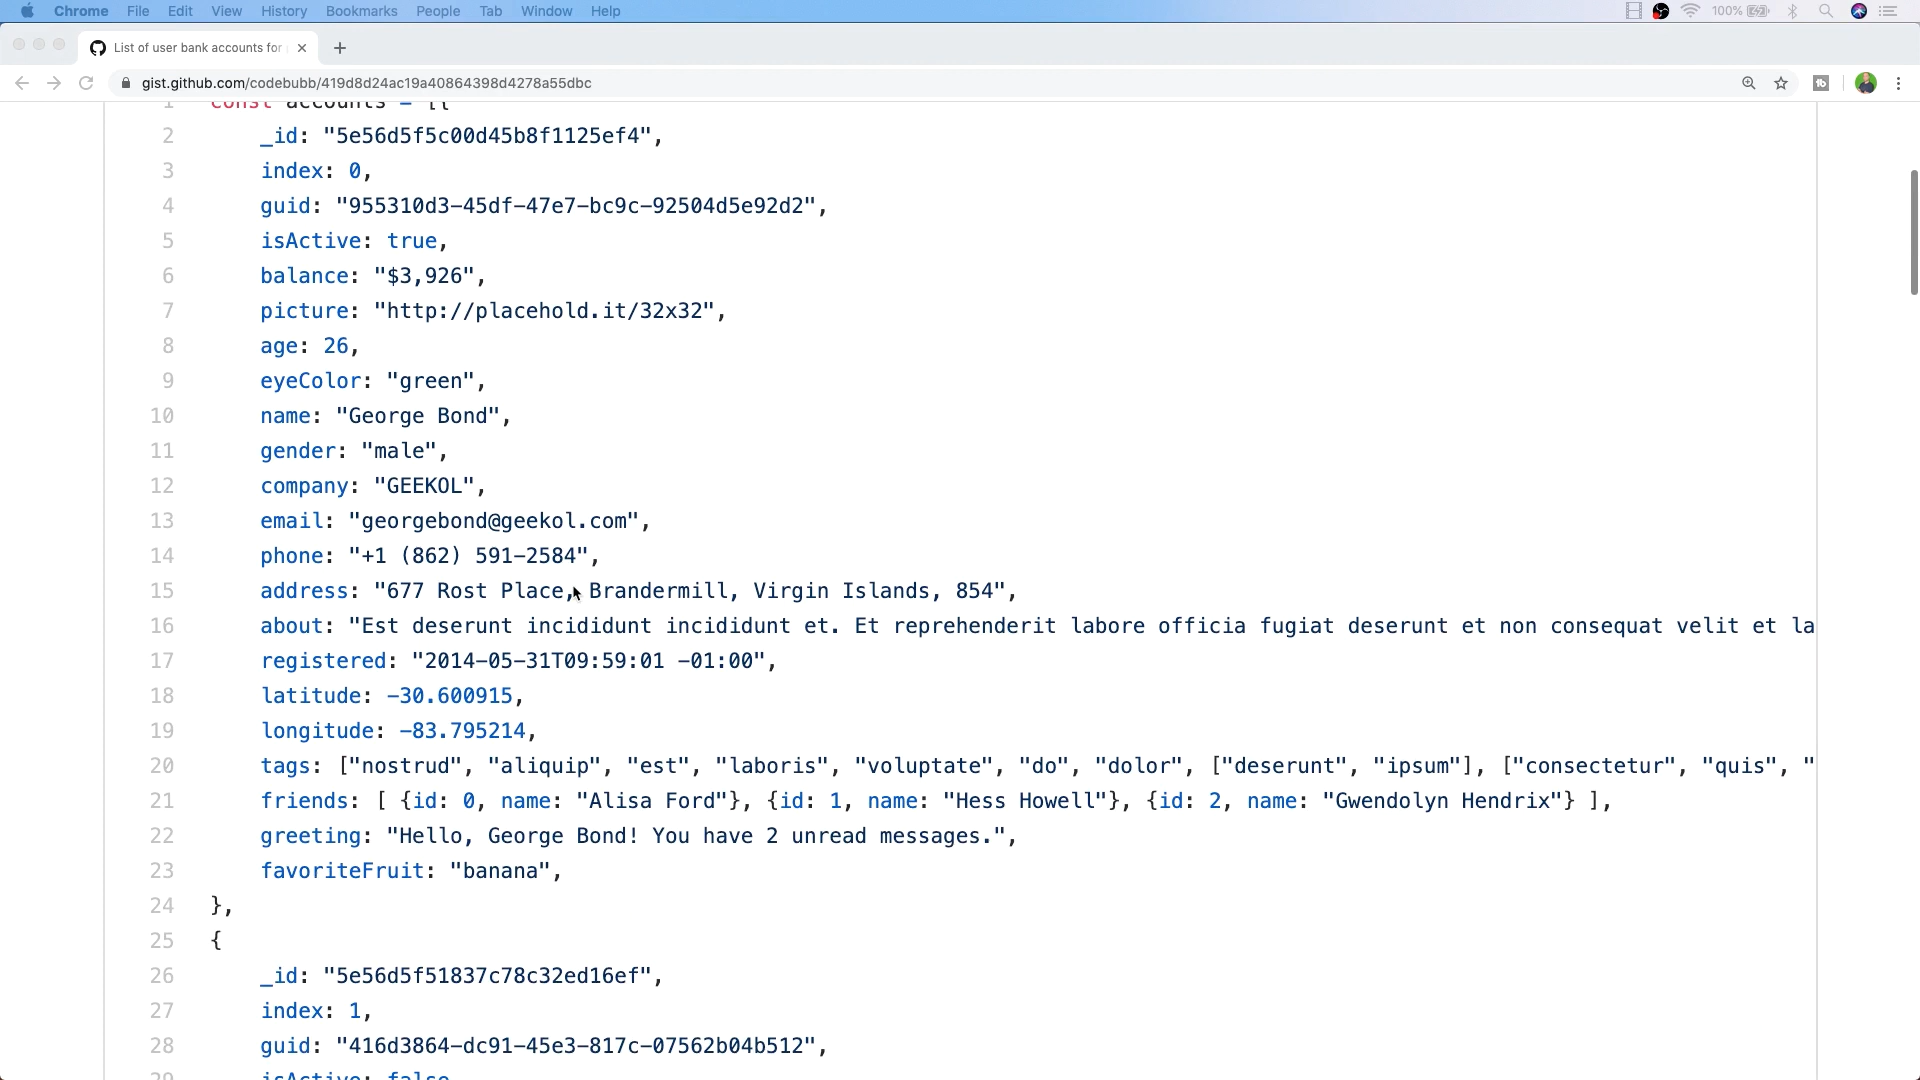 Chrome File Edit View History Bookmarks People Tab Window Help 100%
List of user bank accounts for
gist.github.com/codebubb/419d8d24ac19a40864398d4278a55dbc
1 const accounts = [{
2 _id: "5e56d5f5c00d45b8f1125ef4",
3 index: 0,
4 guid: "955310d3-45df-47e7-bc9c-92504d5e92d2",
5 isActive: true,
6 balance: "$3,926",
7 picture: "http://placehold.it/32x32",
8 age: 26,
9 eyeColor: "green",
10 name: "George Bond",
11 gender: "male",
12 company: "GEEKOL",
13 email: "georgebond@geekol.com",
14 phone: "+1 (862) 591-2584",
15 address: "677 Rost Place, Brandermill, Virgin Islands, 854",
16 about: "Est deserunt incididunt incididunt et. Et reprehenderit labore officia fugiat deserunt et non consequat velit et la
17 registered: "2014-05-31T09:59:01 -01:00",
18 latitude: -30.600915,
19 longitude: -83.795214,
20 tags: ["nostrud", "aliquip", "est", "laboris", "voluptate", "do", "dolor", ["deserunt", "ipsum"], ["consectetur", "quis", "
21 friends: [ {id: 0, name: "Alisa Ford"}, {id: 1, name: "Hess Howell"}, {id: 2, name: "Gwendolyn Hendrix"} ],
22 greeting: "Hello, George Bond! You have 2 unread messages.",
23 favoriteFruit: "banana",
24 },
25 {
26 _id: "5e56d5f51837c78c32ed16ef",
27 index: 1,
28 guid: "416d3864-dc91-45e3-817c-07562b04b512",
29 isActive: false